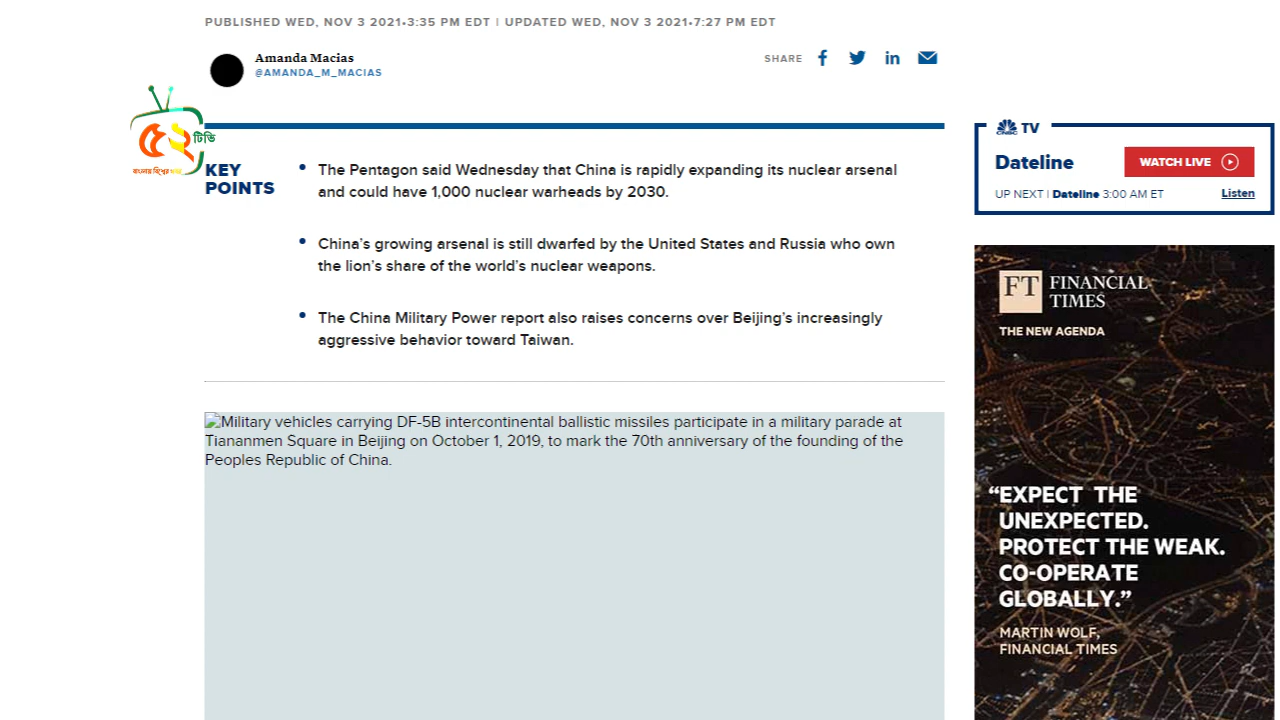 PUBLISHED WED, NOV 3 2021•3:35 PM EDT | UPDATED WED, NOV 3 2021•7:27 PM EDT
Amanda Macias
@AMANDA_M_MACIAS
SHARE
৫২ টিভি
KEY
POINTS
• The Pentagon said Wednesday that China is rapidly expanding its nuclear arsenal
and could have 1,000 nuclear warheads by 2030.
• China’s growing arsenal is still dwarfed by the United States and Russia who own
the lion’s share of the world’s nuclear weapons.
• The China Military Power report also raises concerns over Beijing’s increasingly
aggressive behavior toward Taiwan.
Military vehicles carrying DF-5B intercontinental ballistic missiles participate in a military parade at
Tiananmen Square in Beijing on October 1, 2019, to mark the 70th anniversary of the founding of the
Peoples Republic of China.
CNBC TV
Dateline
WATCH LIVE
UP NEXT | Dateline 3:00 AM ET
Listen
FT FINANCIAL
TIMES
THE NEW AGENDA
“EXPECT THE
UNEXPECTED.
PROTECT THE WEAK.
CO-OPERATE
GLOBALLY.”
MARTIN WOLF,
FINANCIAL TIMES